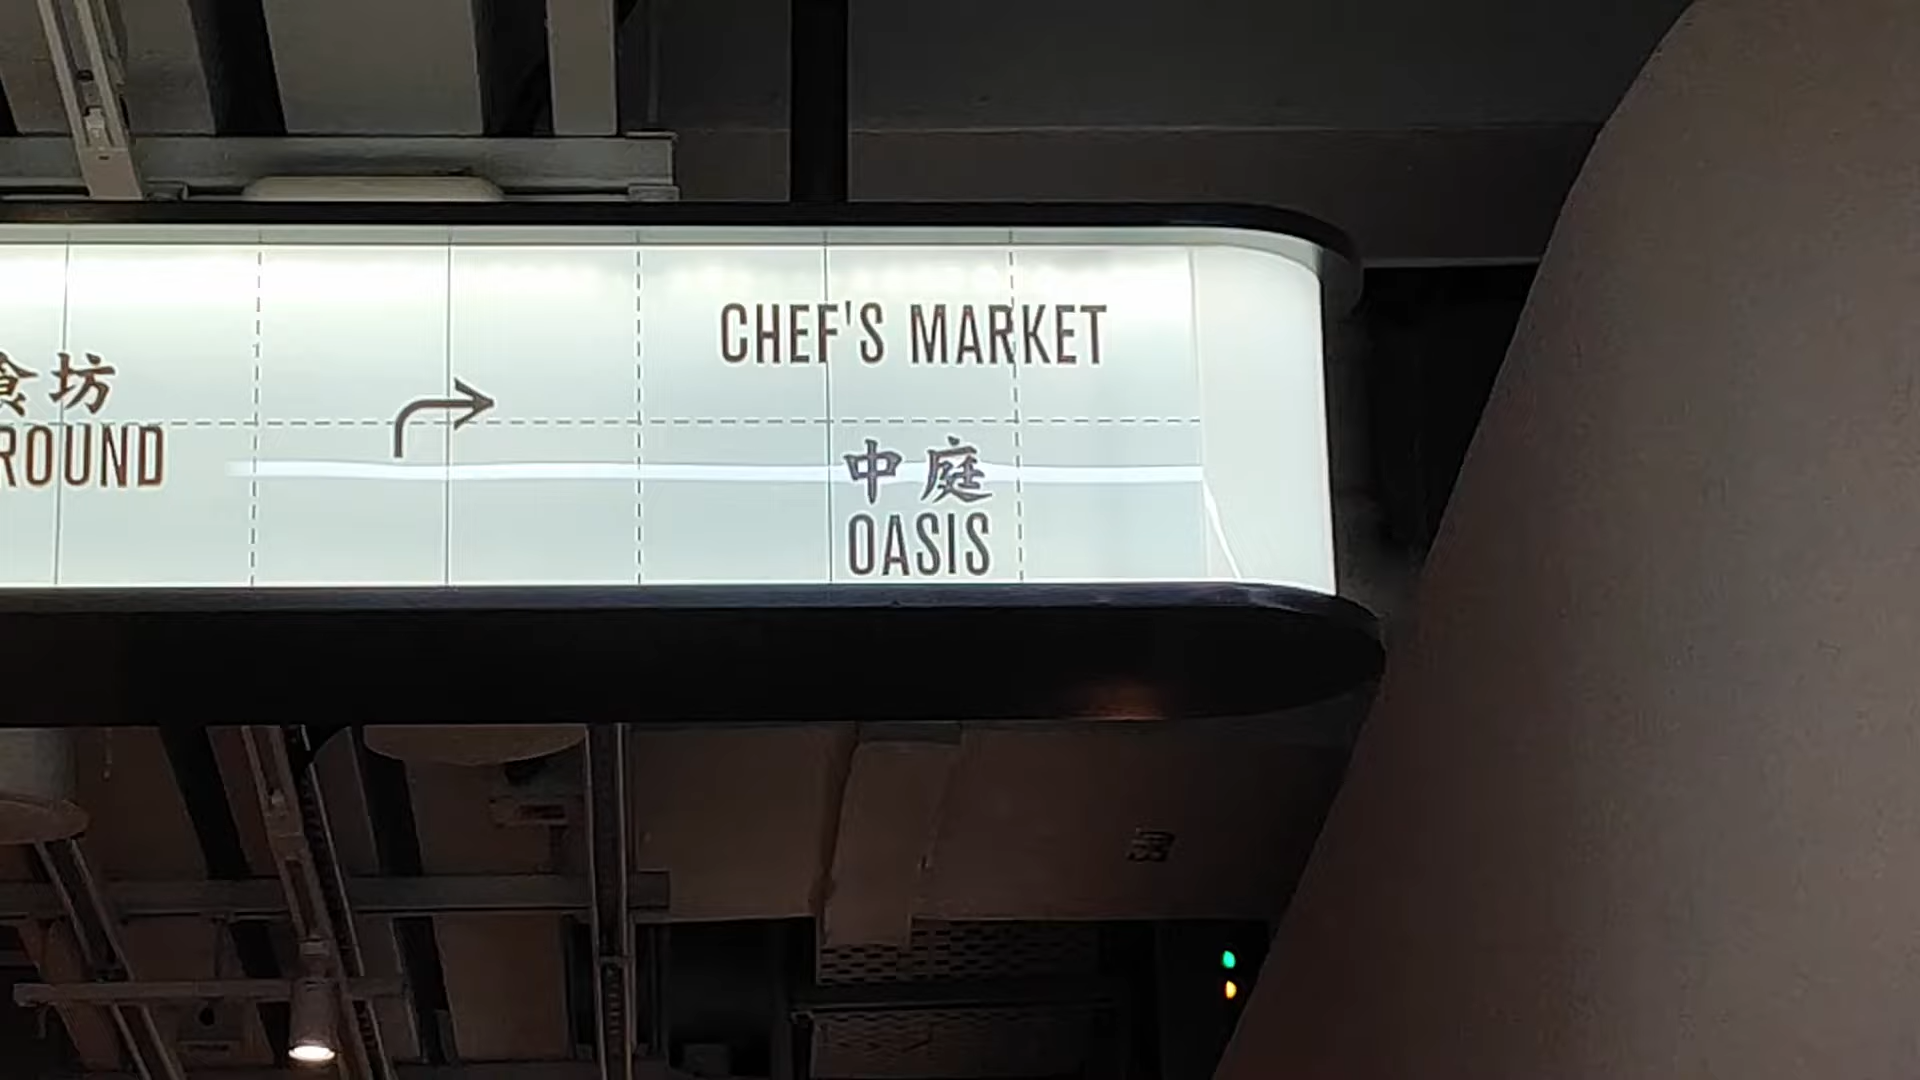 食坊
ROUND
CHEF'S MARKET
中庭
OASIS